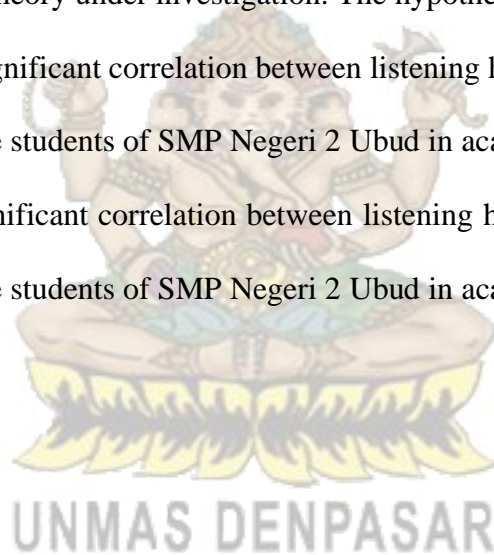 eory under investigation. The hypothe
gnificant correlation between listening h
e students of SMP Negeri 2 Ubud in aca
nificant correlation between listening h
e students of SMP Negeri 2 Ubud in aca
UNMAS DENPASAR